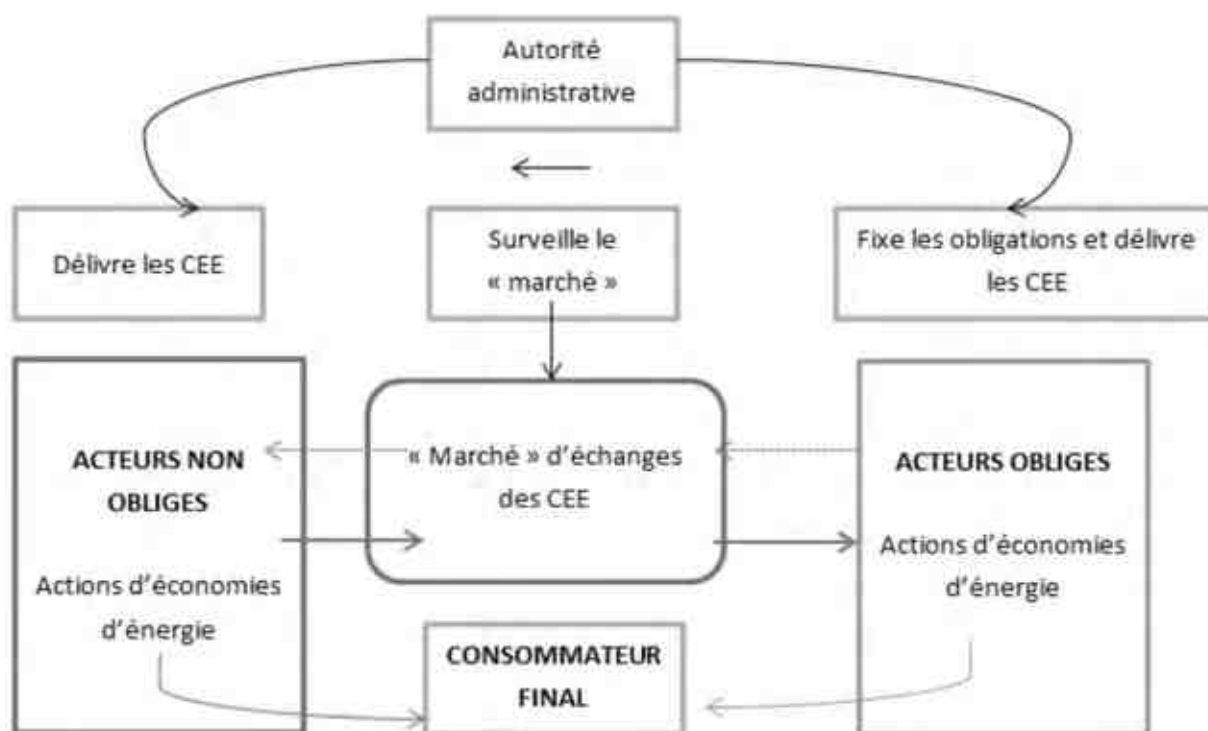 Autorité
administrative
Délivre les CEE
Surveille le
« marché »
Fixe les obligations et délivre
les CEE
ACTEURS NON
OBLIGES
Actions d'économies
d'énergie
« Marché » d'échanges
des CEE
ACTEURS OBLIGES
Actions d'économies
d'énergie
CONSOMMATEUR
FINAL